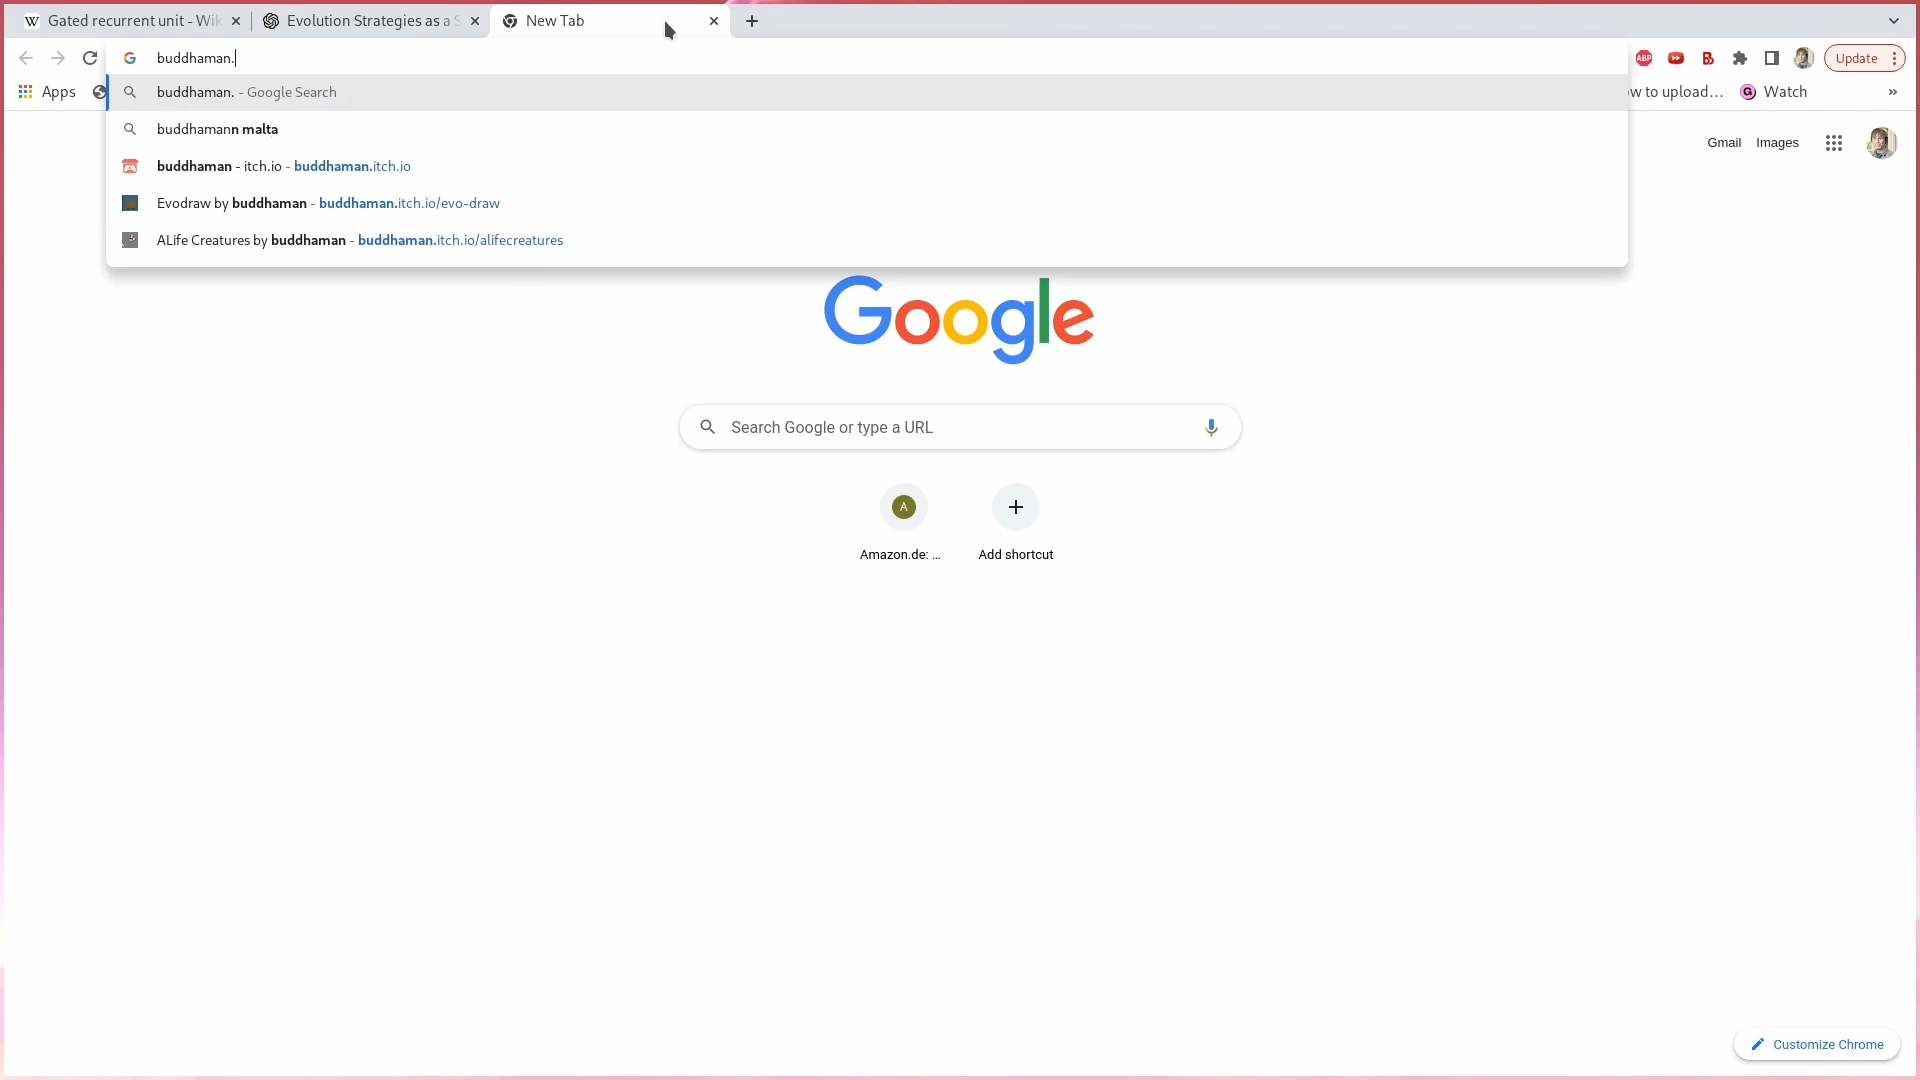 Gated recurrent unit - Wik
Evolution Strategies as a S
New Tab
buddhaman.
ABP
Update
Apps
buddhaman. - Google Search
ow to upload…
Watch
buddhamann malta
Gmail
Images
buddhaman - itch.io - buddhaman.itch.io
Evodraw by buddhaman - buddhaman.itch.io/evo-draw
ALife Creatures by buddhaman - buddhaman.itch.io/alifecreatures
Google
Search Google or type a URL
A
Amazon.de: ...
Add shortcut
Customize Chrome